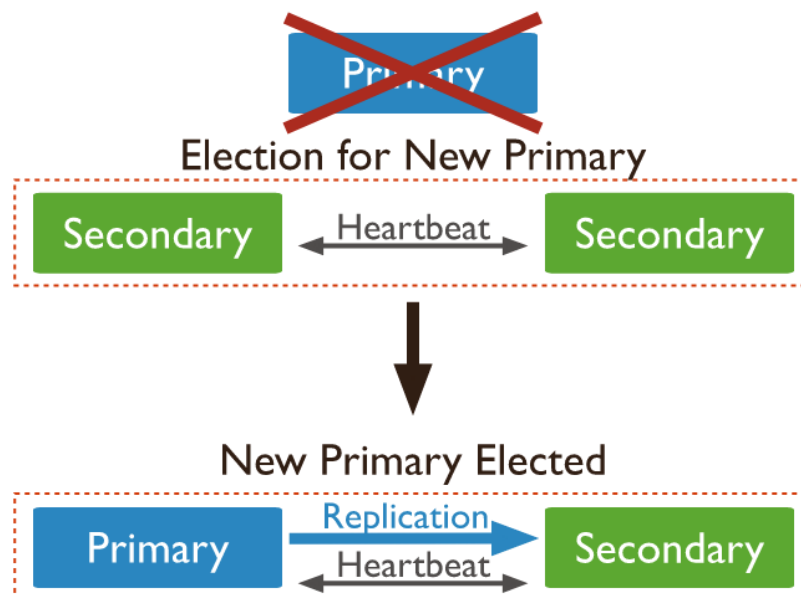 Primary
Election for New Primary
Secondary
Heartbeat
Secondary
New Primary Elected
Replication
Primary
Heartbeat
Secondary